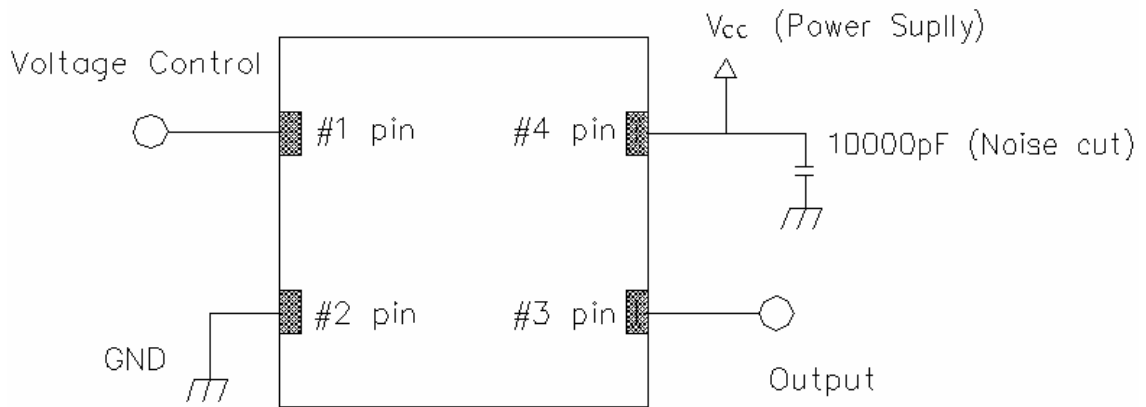 Vcc (Power Suplly)
Voltage Control
#1 pin
#4 pin
10000pF (Noise cut)
#2 pin
#3 pin
GND
Output